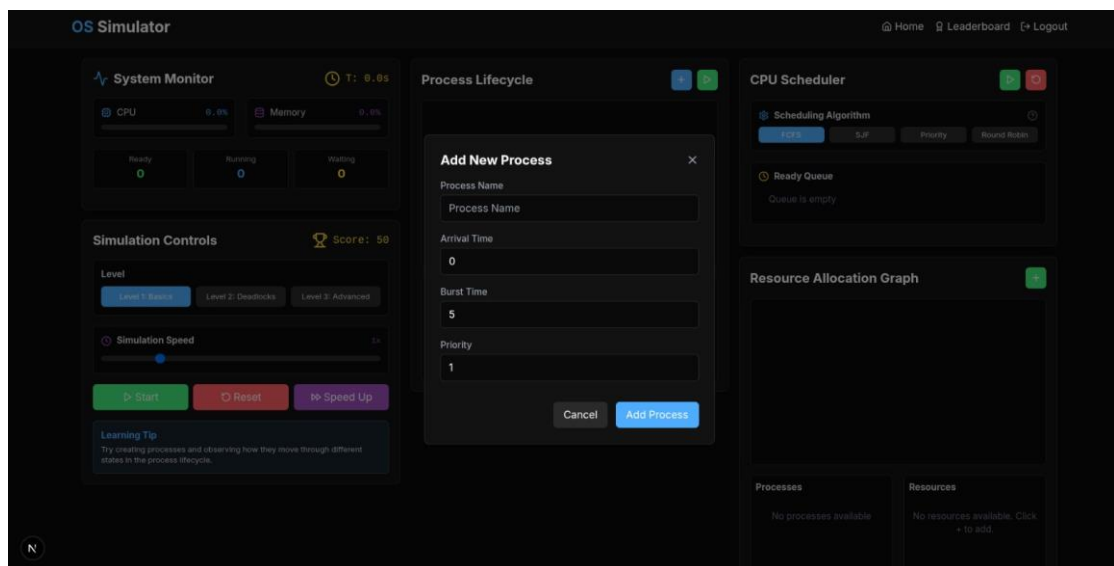 OS Simulator
Home
Leaderboard
Logout
System Monitor
T: 0.0s
CPU
0.0%
Memory
0.0%
Ready
0
Running
0
Waiting
0
Simulation Controls
Score: 50
Level
Level 1:Basics
Level 2: Deadlocks
Level 3: Advanced
Simulation Speed
1x
Start
Reset
Speed Up
Learning Tip
Try creating processes and observing how they move through different
states in the process lifecycle.
Process Lifecycle
Add New Process
Process Name
Process Name
Arrival Time
0
Burst Time
5
Priority
1
Cancel
Add Process
CPU Scheduler
Scheduling Algorithm
FCFS
SJF
Priority
Round Robin
Ready Queue
Queue is empty
Resource Allocation Graph
Processes
No processes available
Resources
No resources available. Click
+ to add.
N